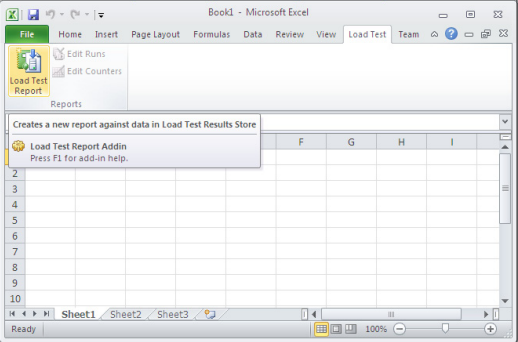 Book1 - Microsoft Excel
File Home Insert Page Layout Formulas Data Review View Load Test Team
Load Test
Report
Edit Runs
Edit Counters
Reports
Creates a new report against data in Load Test Results Store
Load Test Report Addin
Press F1 for add-in help.
F G H I
2
3
4
5
6
7
8
9
10
Sheet1 Sheet2 Sheet3
Ready 100%